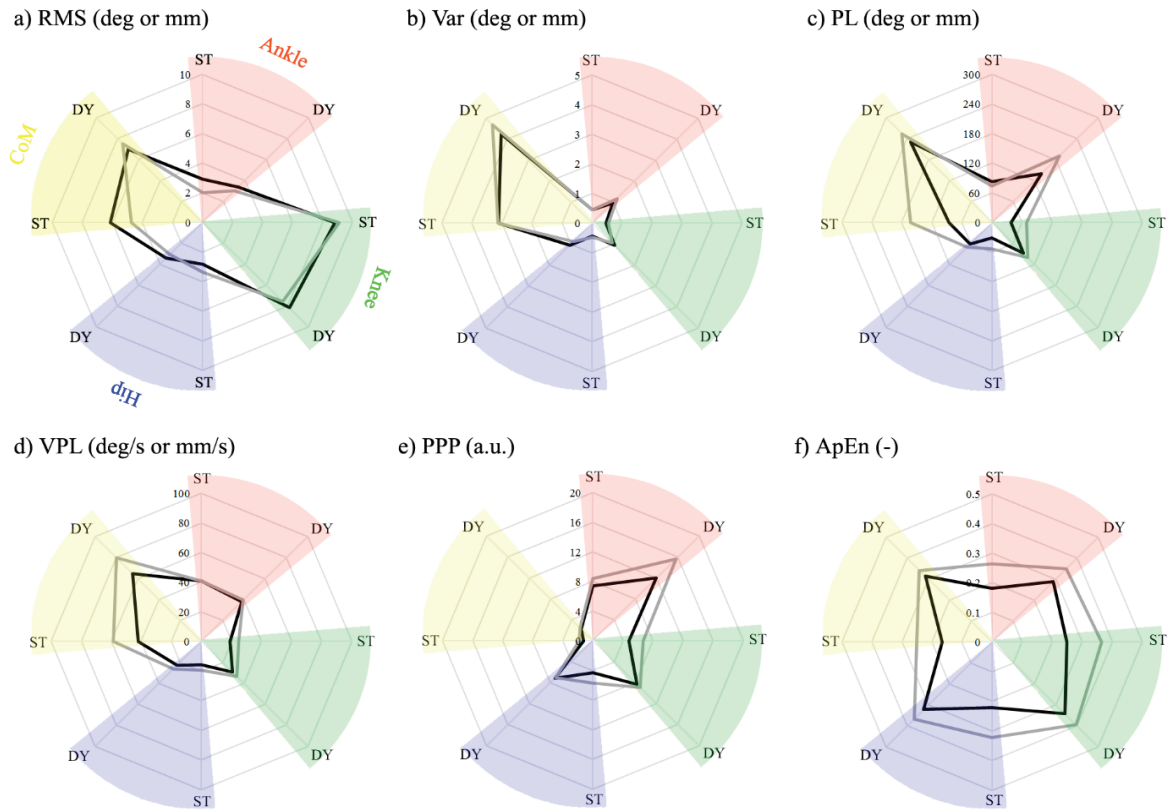 a) RMS (deg or mm)
b) Var (deg or mm)
c) PL (deg or mm)
ST
Ankle
10
8
6
4
2
0
DY
CoM
DY
ST
ST
Knee
DY
DY
Hip
ST
ST
5
4
3
2
1
0
DY
DY
ST
ST
DY
DY
ST
ST
300
240
180
120
60
0
DY
DY
ST
ST
DY
DY
ST
d) VPL (deg/s or mm/s)
e) PPP (a.u.)
f) ApEn (-)
ST
100
80
60
40
20
0
DY
DY
ST
ST
DY
DY
ST
ST
20
16
12
8
4
0
DY
DY
ST
ST
DY
DY
ST
ST
0.5
0.4
0.3
0.2
0.1
0
DY
DY
ST
ST
DY
DY
ST